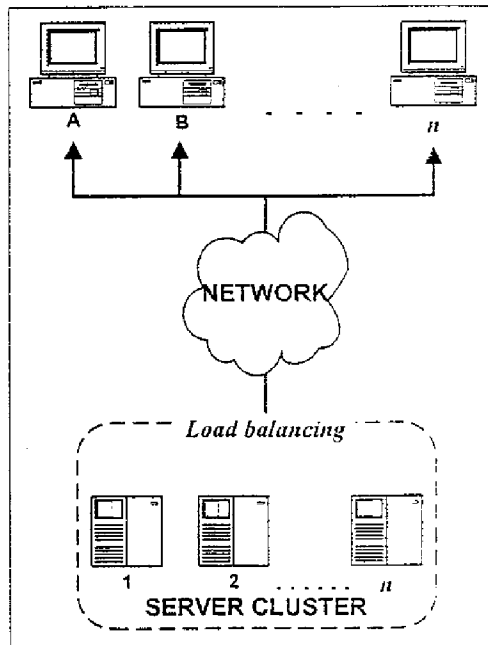 A B . . . . . n
NETWORK
Load balancing
1 2 . . . . . . n
SERVER CLUSTER